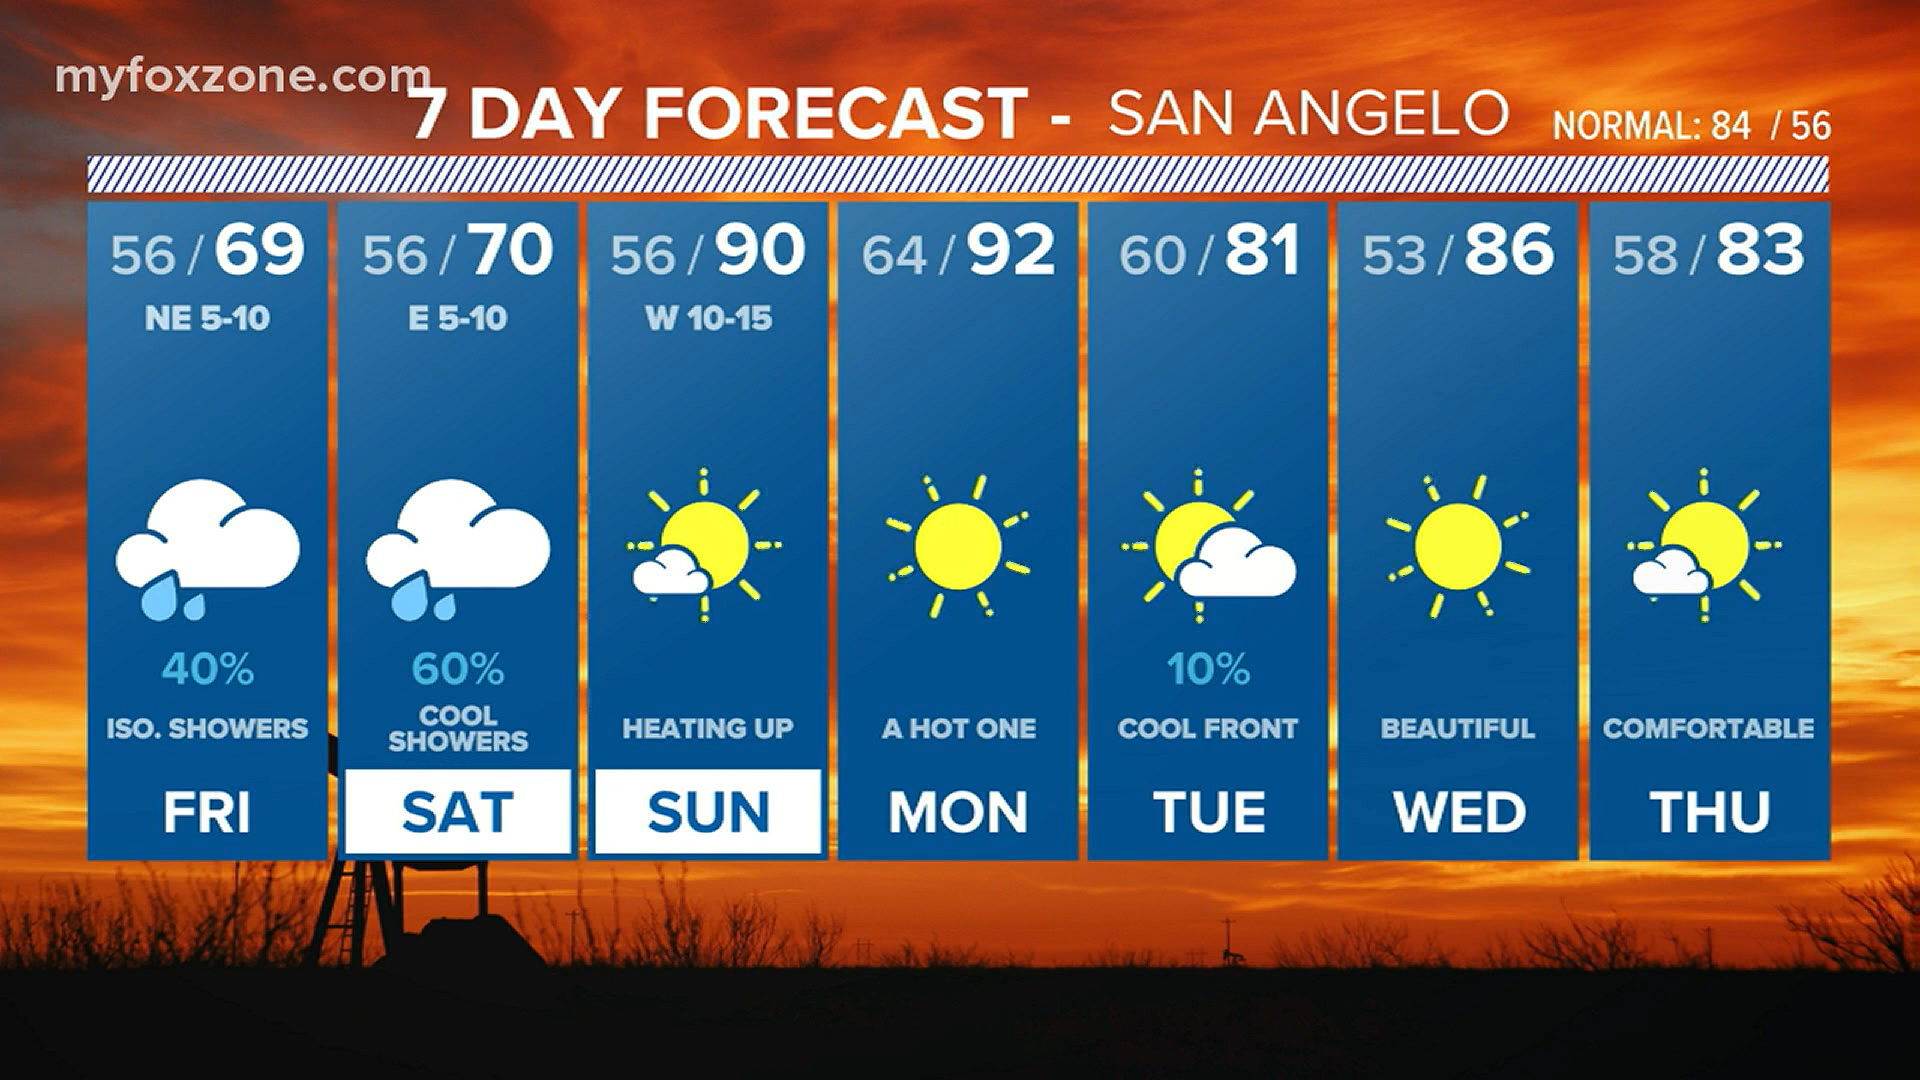 myfoxzone.com
7 DAY FORECAST - SAN ANGELO NORMAL: 84 / 56
56 / 69
NE 5-10
40%
ISO. SHOWERS
FRI
56 / 70
E 5-10
60%
COOL
SHOWERS
SAT
56 / 90
W 10-15
HEATING UP
SUN
64 / 92
A HOT ONE
MON
60 / 81
10%
COOL FRONT
TUE
53 / 86
BEAUTIFUL
WED
58 / 83
COMFORTABLE
THU